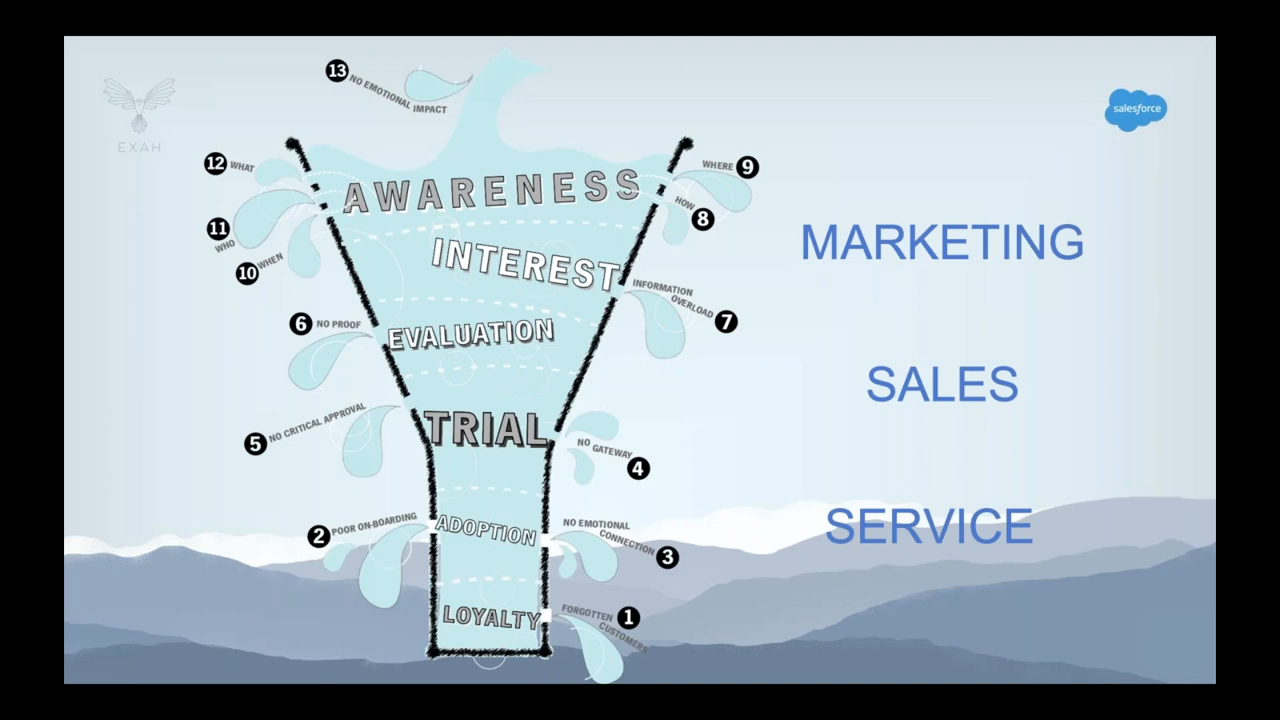 13 NO EMOTIONAL IMPACT
EXAH
salesforce
12 WHAT
WHERE 9
AWARENESS
HOW
8
11
WHO
10 WHEN
INTEREST
INFORMATION
OVERLOAD 7
6 NO PROOF
EVALUATION
5 NO CRITICAL APPROVAL
TRIAL
NO GATEWAY
4
2 POOR ON-BOARDING
ADOPTION
NO EMOTIONAL
CONNECTION 3
LOYALTY
FORGOTTEN 1
CUSTOMERS
MARKETING
SALES
SERVICE